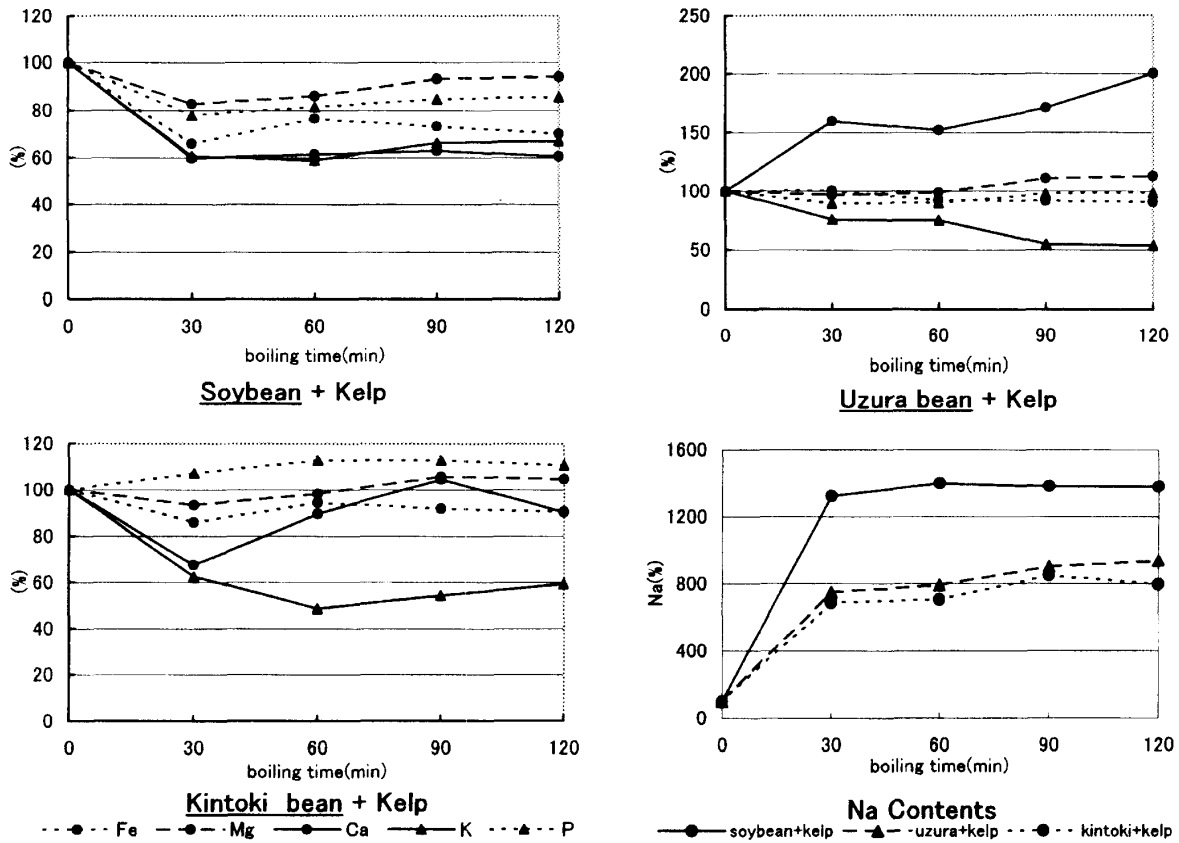 120
100
80
60
40
20
0
(%)
0 30 60 90 120
boiling time(min)
Soybean + Kelp
250
200
150
100
50
0
(%)
0 30 60 90 120
boiling time(min)
Uzura bean + Kelp
120
100
80
60
40
20
0
(%)
0 30 60 90 120
boiling time(min)
Kintoki bean + Kelp
Fe Mg Ca K P
1600
1200
800
400
0
Na(%)
0 30 60 90 120
boiling time(min)
Na Contents
soybean+kelp uzura+kelp kintoki+kelp